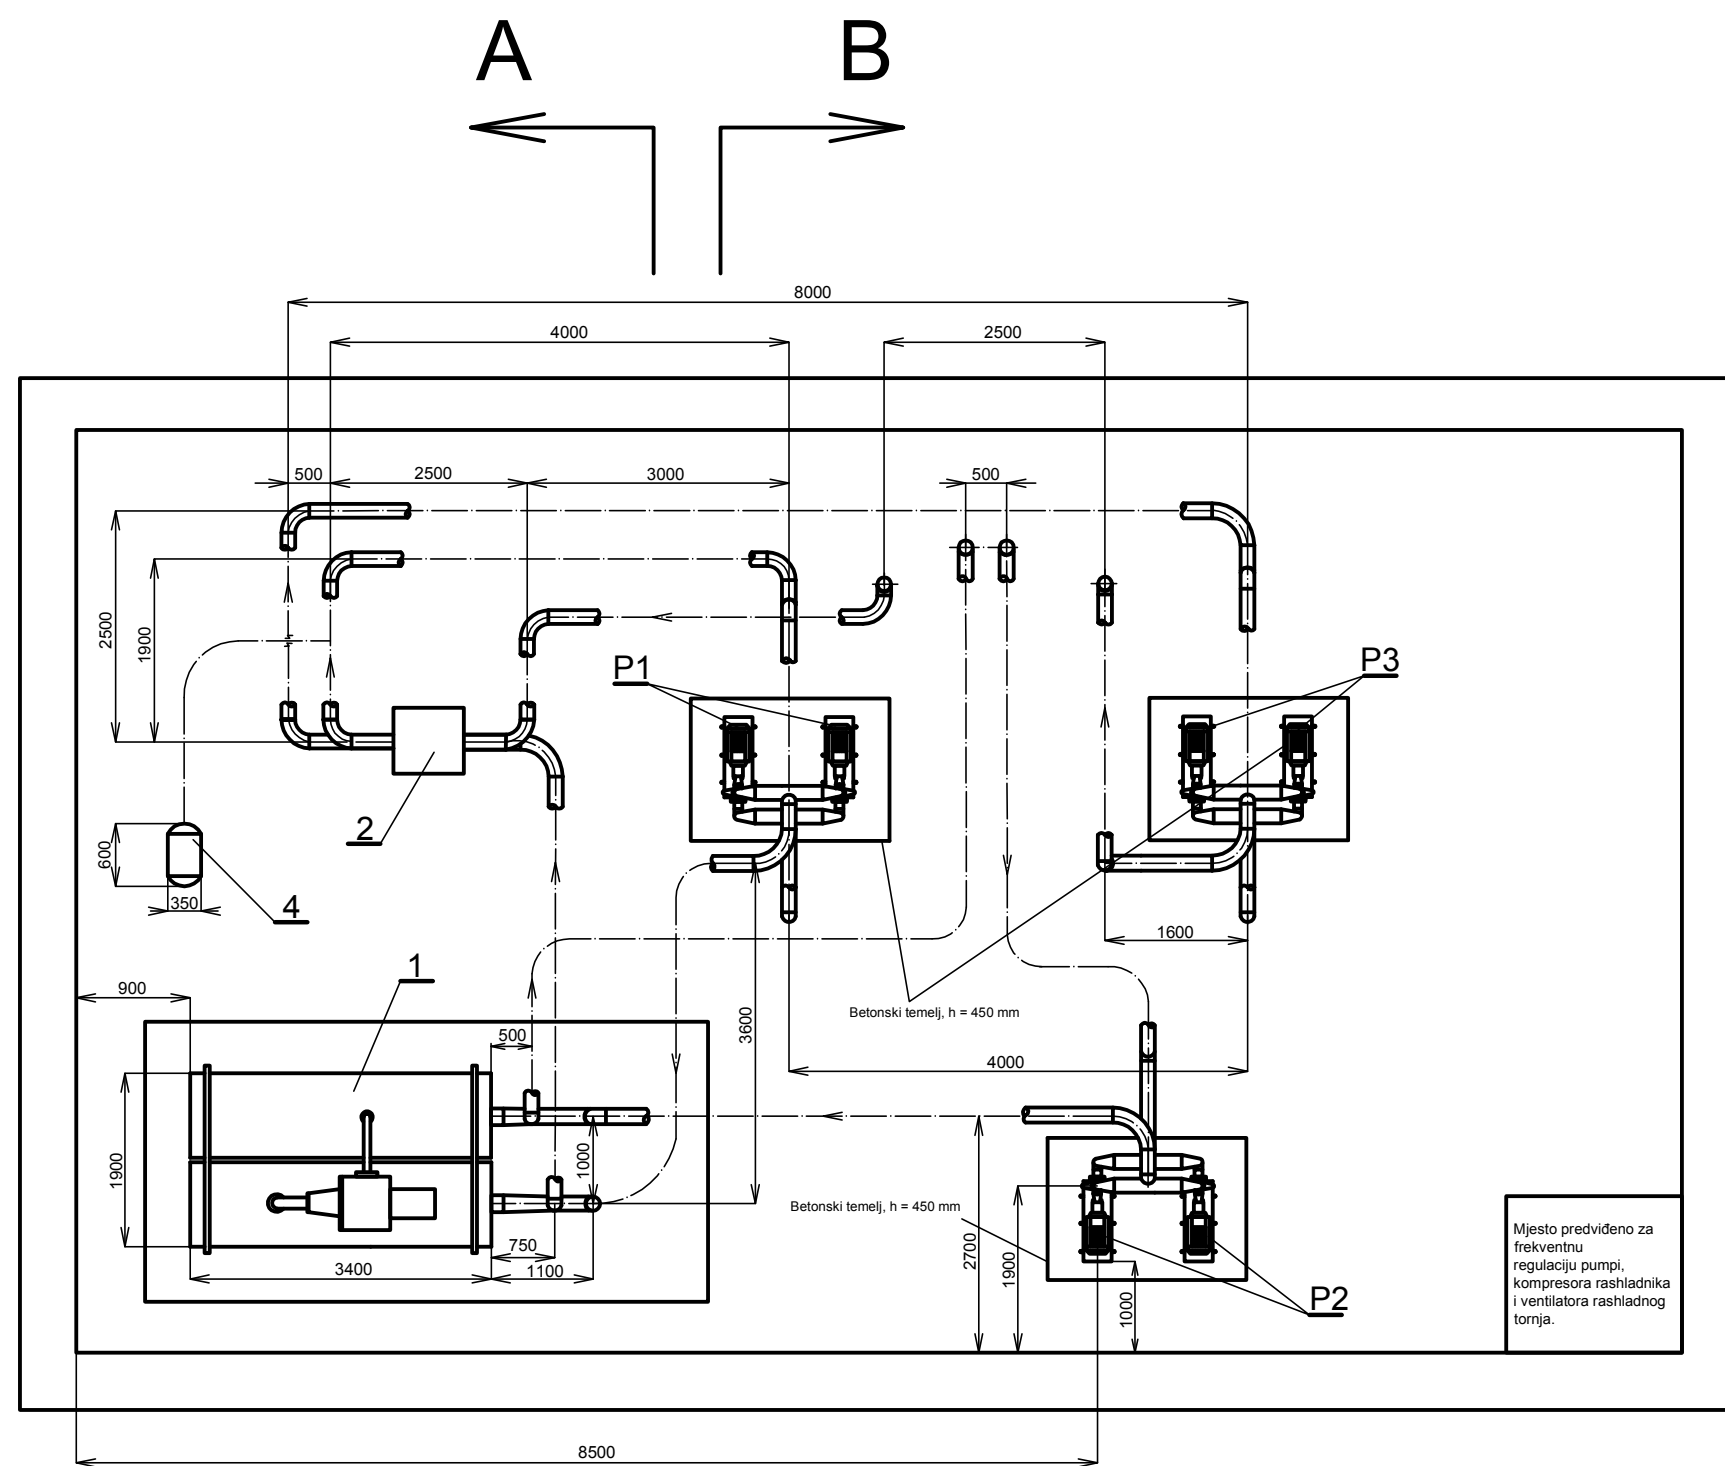 A
B
8000
4000
2500
500
2500
3000
500
2500
1900
P1
P3
2
600
350
4
1600
1
900
Betonski temelj, h = 450 mm
500
3600
4000
1900
1000
Betonski temelj, h = 450 mm
2700
1900
1000
750
3400
1100
P2
Mjesto predviđeno za
frekventnu
regulaciju pumpi,
kompresora rashladnika
i ventilatora rashladnog
tornja.
8500